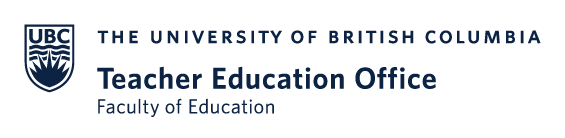 UBC
THE UNIVERSITY OF BRITISH COLUMBIA
Teacher Education Office
Faculty of Education